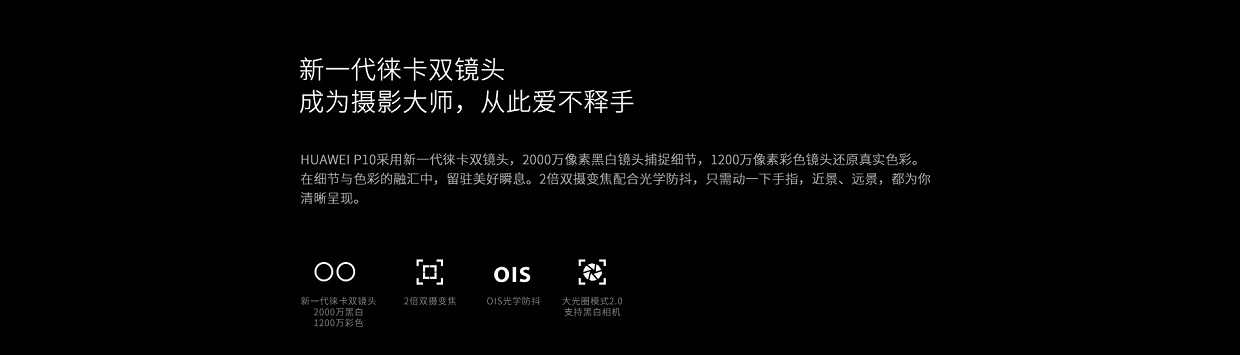 新一代徕卡双镜头
成为摄影大师，从此爱不释手
HUAWEI P10采用新一代徕卡双镜头，2000万像素黑白镜头捕捉细节，1200万像素彩色镜头还原真实色彩。
在细节与色彩的融汇中，留驻美好瞬息。2倍双摄变焦配合光学防抖，只需动一下手指，近景、远景，都为你
清晰呈现。
OIS
新一代徕卡双镜头
2000万黑白
1200万彩色
2倍双摄变焦
OIS光学防抖
大光圈模式2.0
支持黑白相机